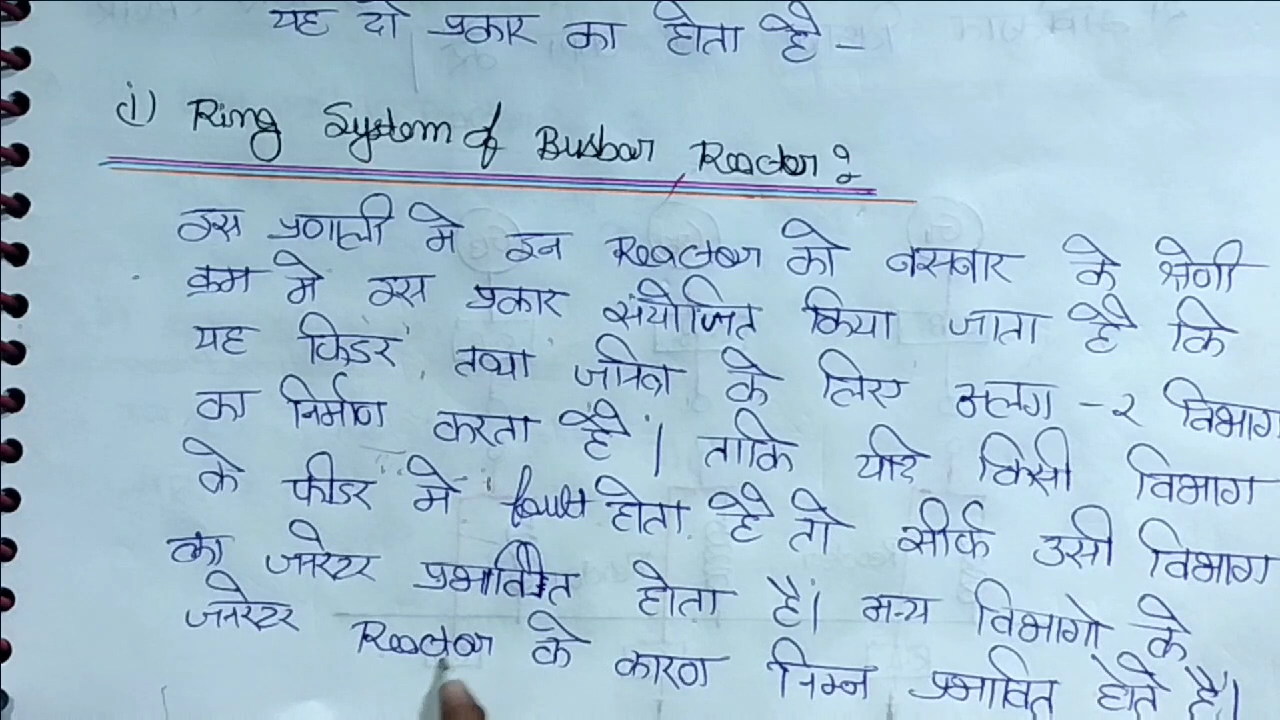 यह दो प्रकार का होता है -
i) Ring System of Busbar Reactor :
इस प्रणाली मे इन Reactor को बसबार के श्रेणी
क्रम मे इस प्रकार संयोजित किया जाता है कि
यह फिडर तथा जनित्र के लिए अलग -२ विभाग
का निर्माण करता है । ताकि यदि किसी विभाग
के फीडर मे fault होता है तो सीर्फ उसी विभाग
का जनरेटर प्रभावित होता है। अन्य विभागो के
जनरेटर Reactor के कारण निम्न प्रभावित होते है।